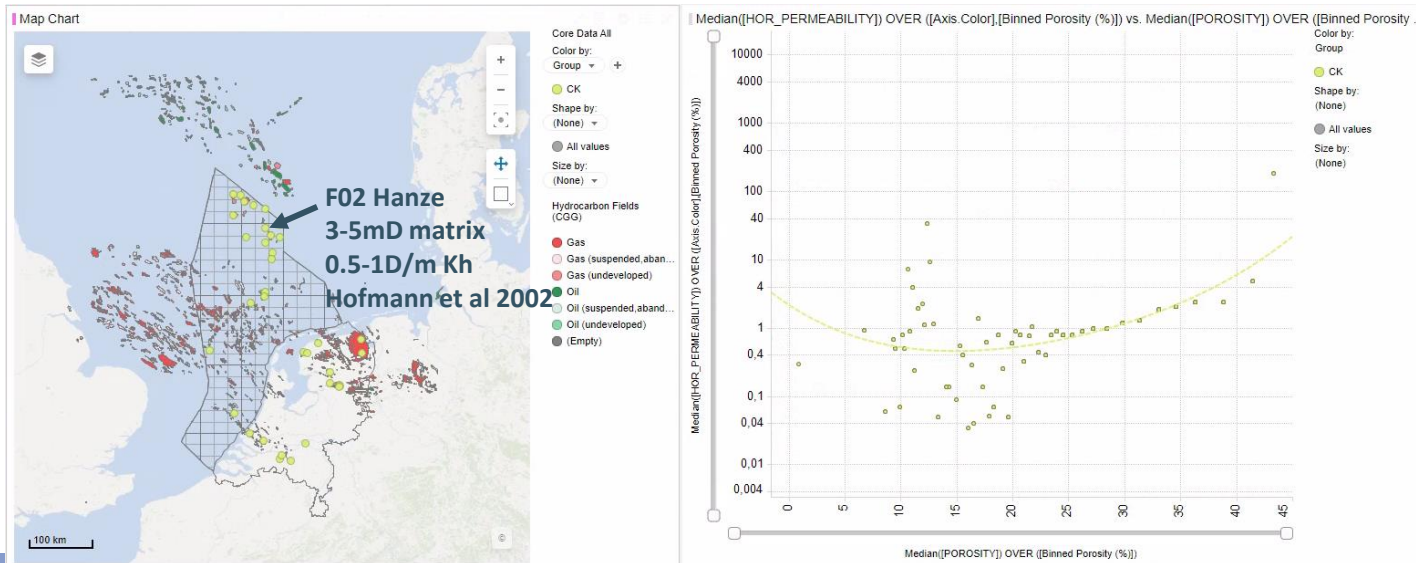 Map Chart
F02 Hanze
3-5mD matrix
0.5-1D/m Kh
Hofmann et al 2002
100 km
©
Core Data All
Color by:
Group
+
CK
Shape by:
(None)
All values
Size by:
(None)
Hydrocarbon Fields
(CGG)
Gas
Gas (suspended,aban...
Gas (undeveloped)
Oil
Oil (suspended,aband...
Oil (undeveloped)
(Empty)
Median([HOR_PERMEABILITY]) OVER ([Axis.Color],[Binned Porosity (%)]) vs. Median([POROSITY]) OVER ([Binned Porosity ...
Median([HOR_PERMEABILITY]) OVER ([Axis.Color],[Binned Porosity (%)])
10000
4000
1000
400
100
40
10
4
1
0,4
0,1
0,04
0,01
0,004
0
5
10
15
20
25
30
35
40
45
Median([POROSITY]) OVER ([Binned Porosity (%)])
Color by:
Group
CK
Shape by:
(None)
All values
Size by:
(None)